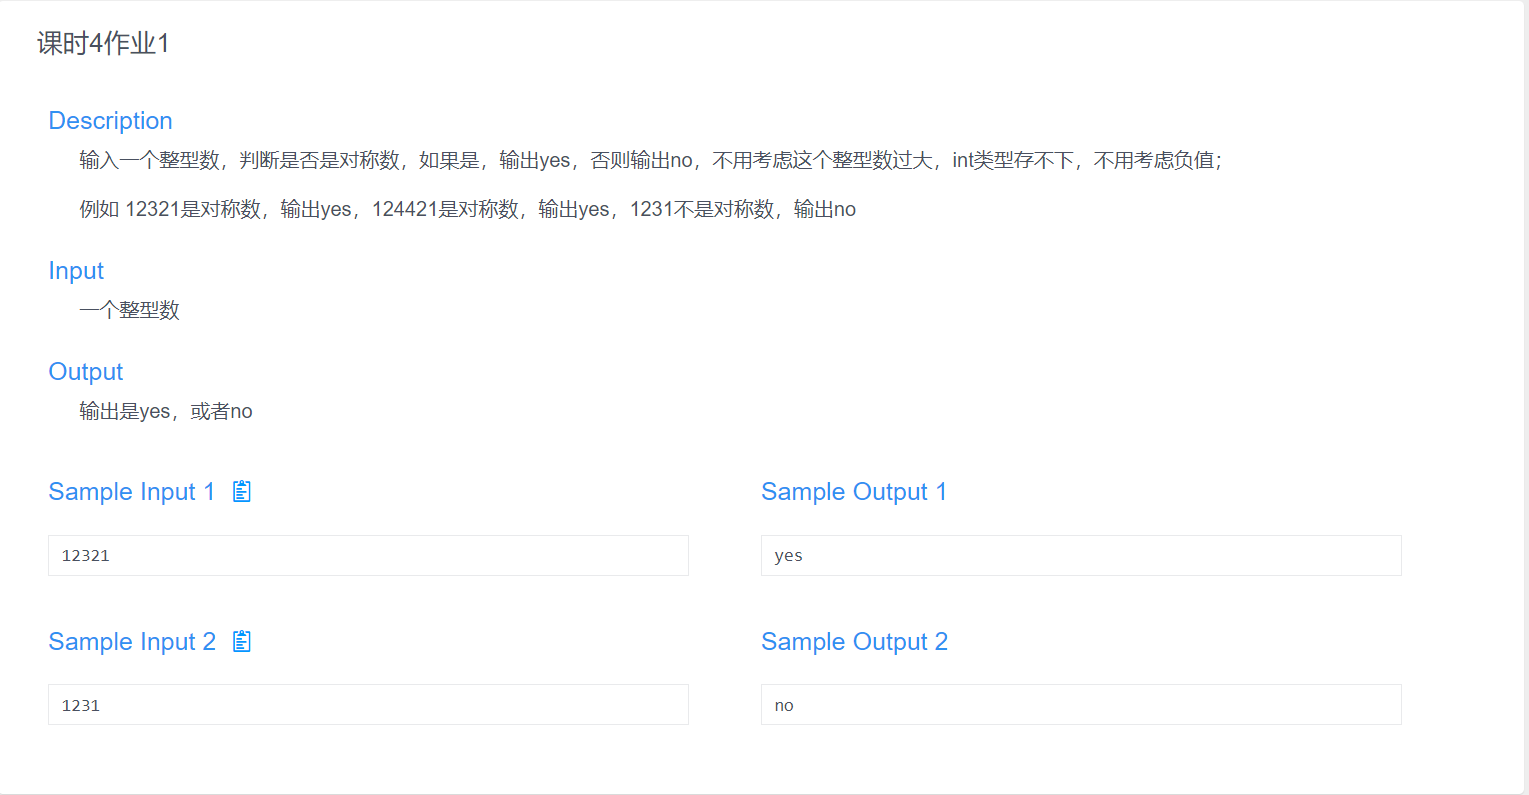 课时4作业1
Description
输入一个整型数，判断是否是对称数，如果是，输出yes，否则输出no，不用考虑这个整型数过大，int类型存不下，不用考虑负值；
例如 12321是对称数，输出yes，124421是对称数，输出yes，1231不是对称数，输出no
Input
一个整型数
Output
输出是yes，或者no
Sample Input 1
Sample Output 1
12321
yes
Sample Input 2
Sample Output 2
1231
no